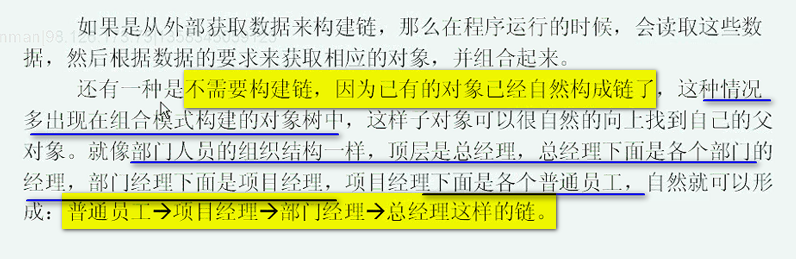 如果是从外部获取数据来构建链，那么在程序运行的时候，会读取这些数
据，然后根据数据的要求来获取相应的对象，并组合起来。
还有一种是不需要构建链，因为已有的对象已经自然构成链了，这种情况
多出现在组合模式构建的对象树中，这样子对象可以很自然的向上找到自己的父
对象。就像部门人员的组织结构一样，顶层是总经理，总经理下面是各个部门的
经理，部门经理下面是项目经理，项目经理下面是各个普通员工，自然就可以形
成：普通员工→项目经理→部门经理→总经理这样的链。